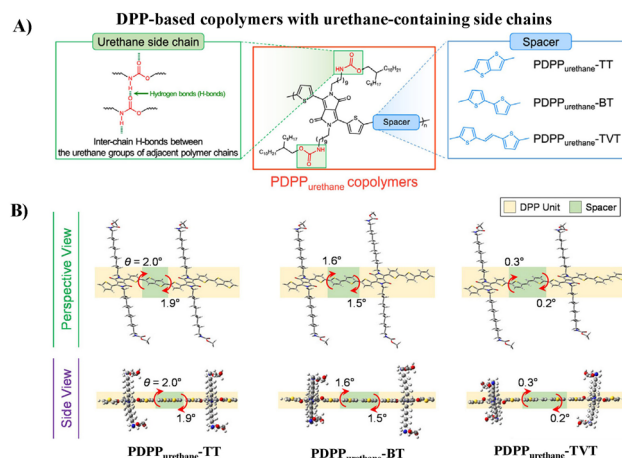 DPP-based copolymers with urethane-containing side chains
A)
Urethane side chain
Hydrogen bonds (H-bonds)
Inter-chain H-bonds between
the urethane groups of adjacent polymer chains
Spacer
PDPPurethane copolymers
Spacer
PDPPurethane-TT
PDPPurethane-BT
PDPPurethane-TVT
B)
DPP Unit
Spacer
Perspective View
θ = 2.0°
1.9°
1.6°
1.5°
0.3°
0.2°
Side View
θ = 2.0°
1.9°
1.6°
1.5°
0.3°
0.2°
PDPPurethane-TT
PDPPurethane-BT
PDPPurethane-TVT